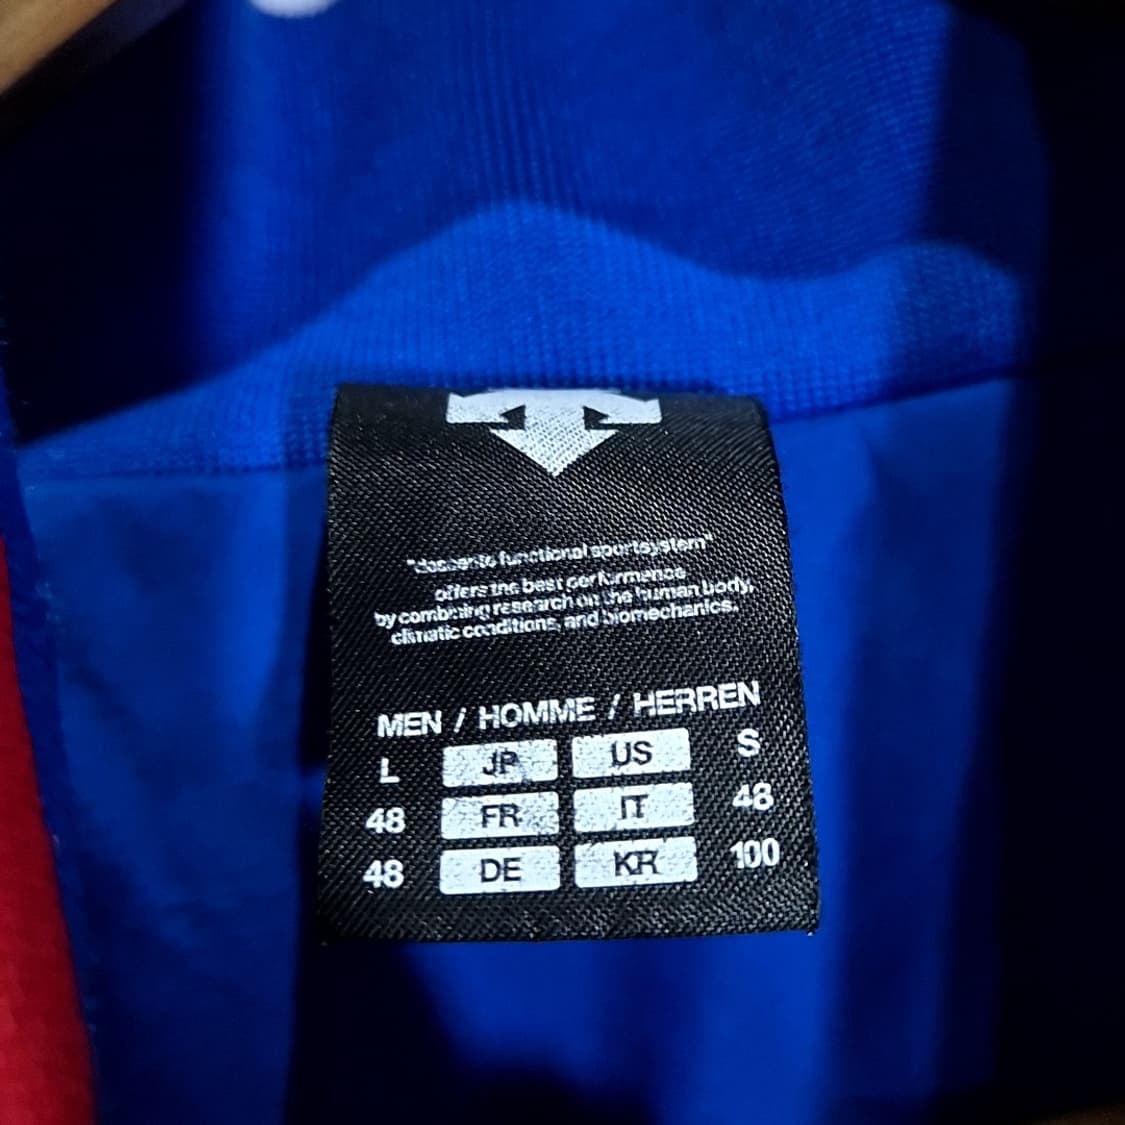 "descente functional sportsystem"
offers the best performance
by combining research on the human body,
climatic conditions, and biomechanics.
MEN / HOMME / HERREN
L JP US S
48 FR IT 48
48 DE KR 100